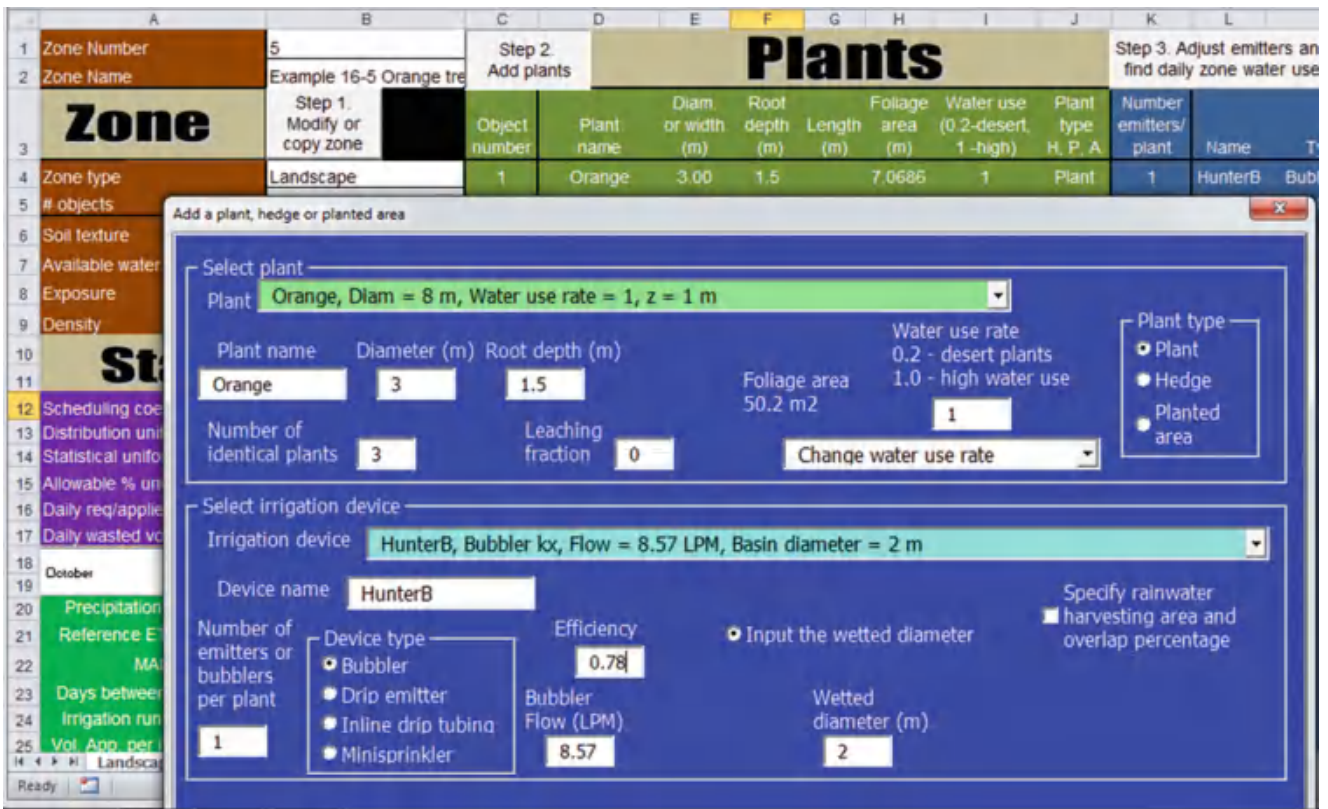 A B C D E F G H I J K L
1 Zone Number 5 Step 2. Plants Step 3. Adjust emitters an
2 Zone Name Example 16-5 Orange tre Add plants find daily zone water use
3 Zone Step 1. Modify or copy zone Object number Plant name Diam. or width (m) Root depth (m) Length (m) Foliage area (m) Water use (0.2-desert, 1 -high) Plant type H, P, A Number emitters/ plant Name T
4 Zone type Landscape 1 Orange 3.00 1.5 7.0686 1 Plant 1 HunterB Bubl
5 # objects
Add a plant, hedge or planted area
6 Soil texture
7 Available water
8 Exposure
9 Density
10
11 St
12 Scheduling coe
13 Distribution unif
14 Statistical unifo
15 Allowable % un
16 Daily req/applie
17 Daily wasted vo
18
19 October
20 Precipitation
21 Reference E
22 MA
23 Days between
24 Irrigation run
25 Vol. App. per i
Landscap
Ready
Select plant
Plant Orange, Diam = 8 m, Water use rate = 1, z = 1 m
Plant name Diameter (m) Root depth (m)
Orange 3 1.5
Foliage area
50.2 m2
Water use rate
0.2 - desert plants
1.0 - high water use
1
Plant type
Plant
Hedge
Planted
area
Number of
identical plants 3
Leaching
fraction 0
Change water use rate
Select irrigation device
Irrigation device HunterB, Bubbler kx, Flow = 8.57 LPM, Basin diameter = 2 m
Device name HunterB
Specify rainwater
harvesting area and
overlap percentage
Number of
emitters or
bubblers
per plant
1
Device type
Bubbler
Drip emitter
Inline drip tubing
Minisprinkler
Efficiency
0.78
Input the wetted diameter
Bubbler
Flow (LPM)
8.57
Wetted
diameter (m)
2